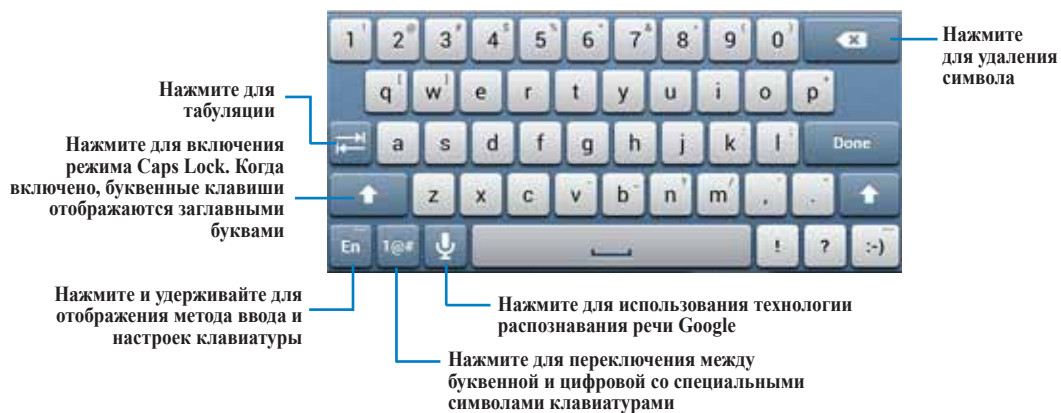 1 ! 2 @ 3 # 4 $ 5 % 6 ^ 7 & 8 * 9 ( 0 )
Нажмите
для удаления
символа
q [ w ] e r t y u i o p +
Нажмите для
табуляции
a s d f g h j k : l ; Done
Нажмите для включения
режима Caps Lock. Когда
включено, буквенные клавиши
отображаются заглавными
буквами
z x c v - b _ n ? m / , ' . "
En 1@# ! ? :-)
Нажмите и удерживайте для
отображения метода ввода и
настроек клавиатуры
Нажмите для использования технологии
распознавания речи Google
Нажмите для переключения между
буквенной и цифровой со специальными
символами клавиатурами